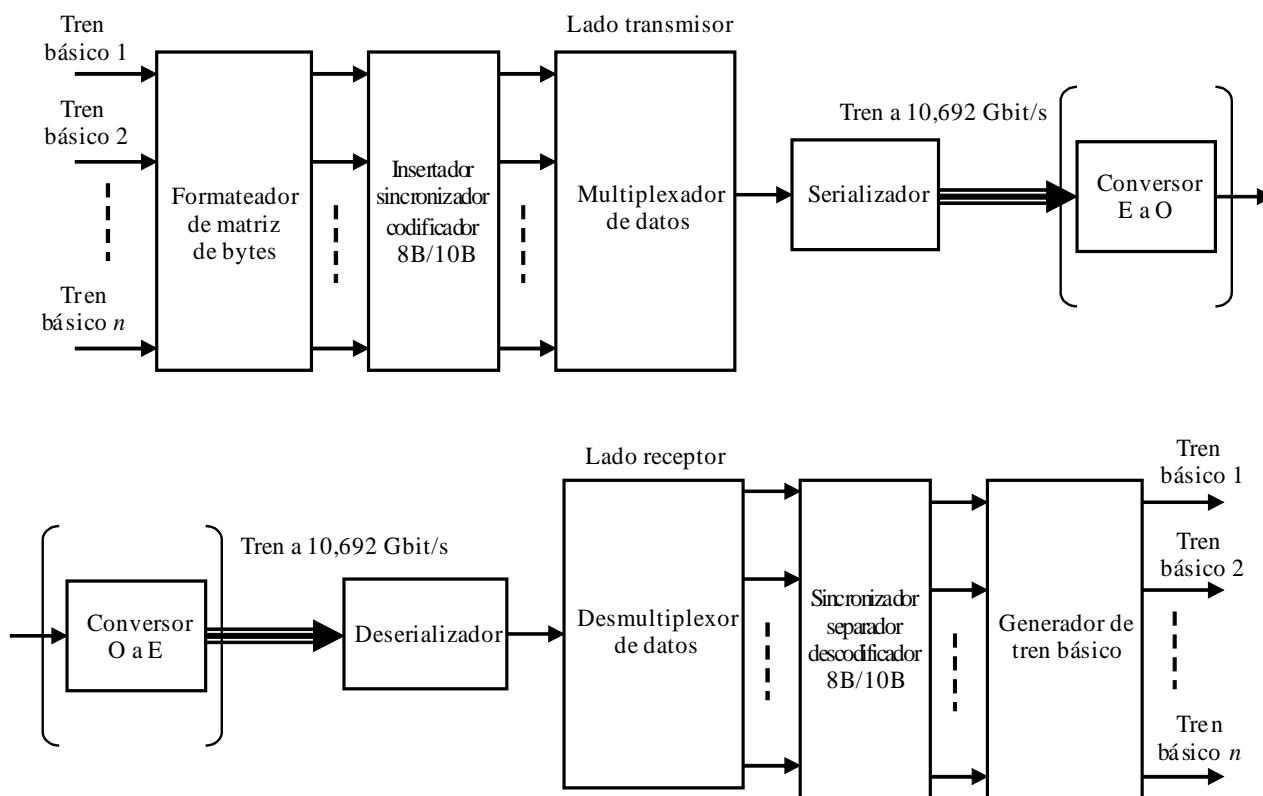 Lado transmisor
Tren
básico 1
Tren
básico 2
Tren
básico n
Formateador
de matriz
de bytes
Insertador
sincronizador
codificador
8B/10B
Multiplexador
de datos
Serializador
Tren a 10,692 Gbit/s
Conversor
E a O
Lado receptor
Conversor
O a E
Tren a 10,692 Gbit/s
Deserializador
Desmultiplexor
de datos
Sincronizador
separador
descodificador
8B/10B
Generador de
tren básico
Tren
básico 1
Tren
básico 2
Tren
básico n